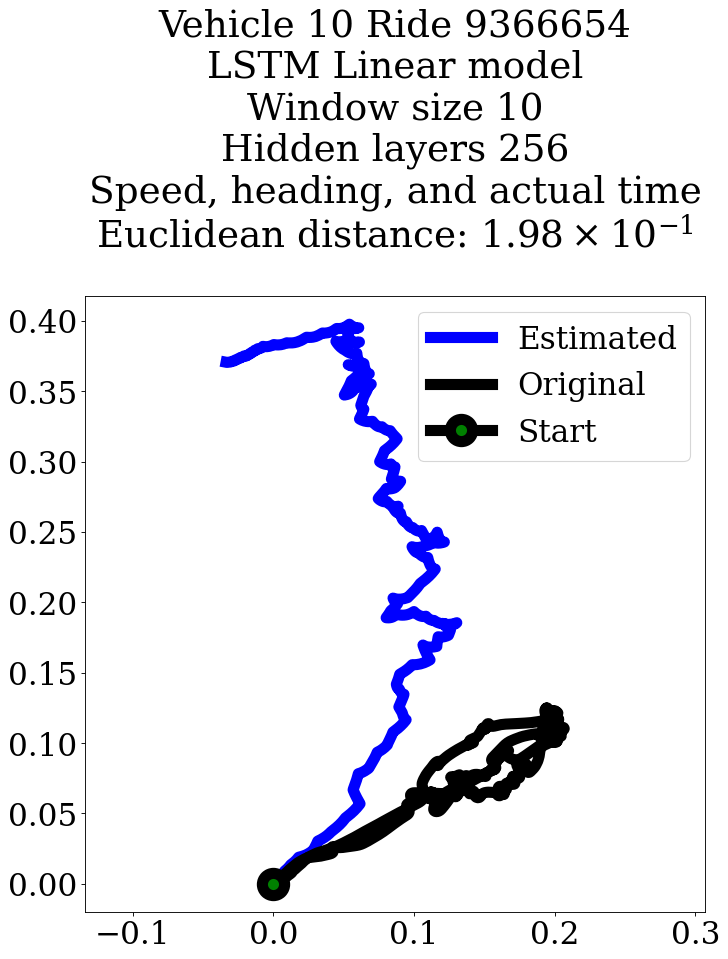 Vehicle 10 Ride 9366654
LSTM Linear model
Window size 10
Hidden layers 256
Speed, heading, and actual time
Euclidean distance: 1.98 × 10⁻¹
Estimated
Original
Start
0.40
0.35
0.30
0.25
0.20
0.15
0.10
0.05
0.00
−0.1 0.0 0.1 0.2 0.3